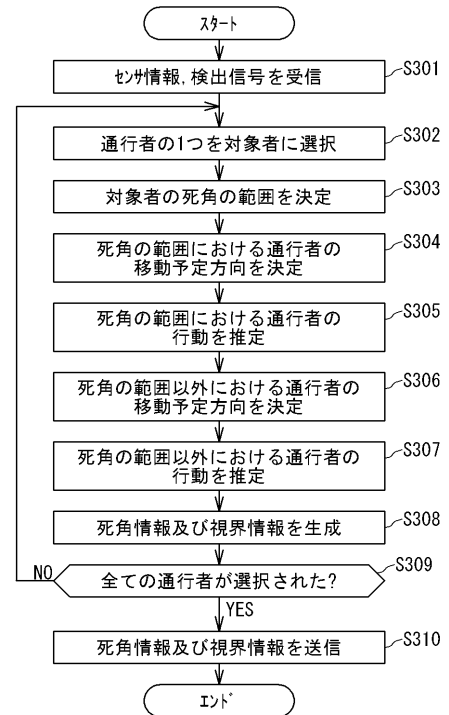 スタート
センサ情報,検出信号を受信
S301
通行者の1つを対象者に選択
S302
対象者の死角の範囲を決定
S303
死角の範囲における通行者の
移動予定方向を決定
S304
死角の範囲における通行者の
行動を推定
S305
死角の範囲以外における通行者の
移動予定方向を決定
S306
死角の範囲以外における通行者の
行動を推定
S307
死角情報及び視界情報を生成
S308
全ての通行者が選択された?
S309
NO
YES
死角情報及び視界情報を送信
S310
エンド